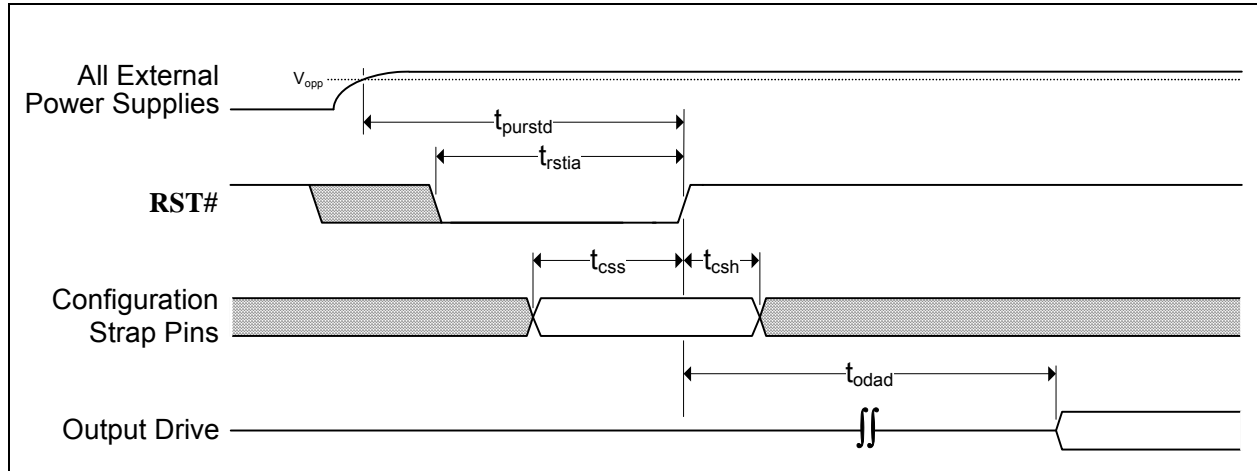 All External
Power Supplies
Vopp
tpurstd
trstia
RST#
tcss
tcsh
Configuration
Strap Pins
todad
Output Drive